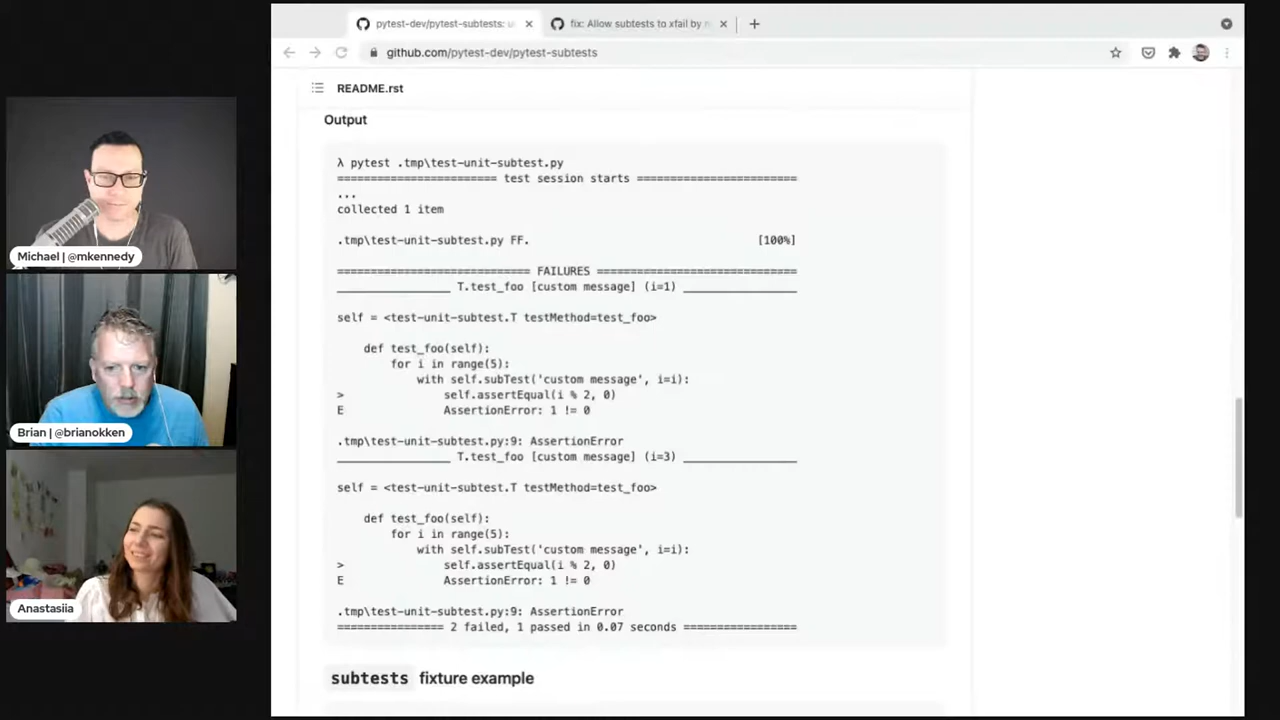 pytest-dev/pytest-subtests: u
fix: Allow subtests to xfail by
github.com/pytest-dev/pytest-subtests
README.rst
Output
λ pytest .tmp\test-unit-subtest.py
======================== test session starts ========================
...
collected 1 item
.tmp\test-unit-subtest.py FF. [100%]
============================= FAILURES ==============================
_________________ T.test_foo [custom message] (i=1) _________________
self = <test-unit-subtest.T testMethod=test_foo>
def test_foo(self):
for i in range(5):
with self.subTest('custom message', i=i):
> self.assertEqual(i % 2, 0)
E AssertionError: 1 != 0
.tmp\test-unit-subtest.py:9: AssertionError
_________________ T.test_foo [custom message] (i=3) _________________
self = <test-unit-subtest.T testMethod=test_foo>
def test_foo(self):
for i in range(5):
with self.subTest('custom message', i=i):
> self.assertEqual(i % 2, 0)
E AssertionError: 1 != 0
.tmp\test-unit-subtest.py:9: AssertionError
================ 2 failed, 1 passed in 0.07 seconds =================
subtests fixture example
Michael | @mkennedy
Brian | @brianokken
Anastasiia